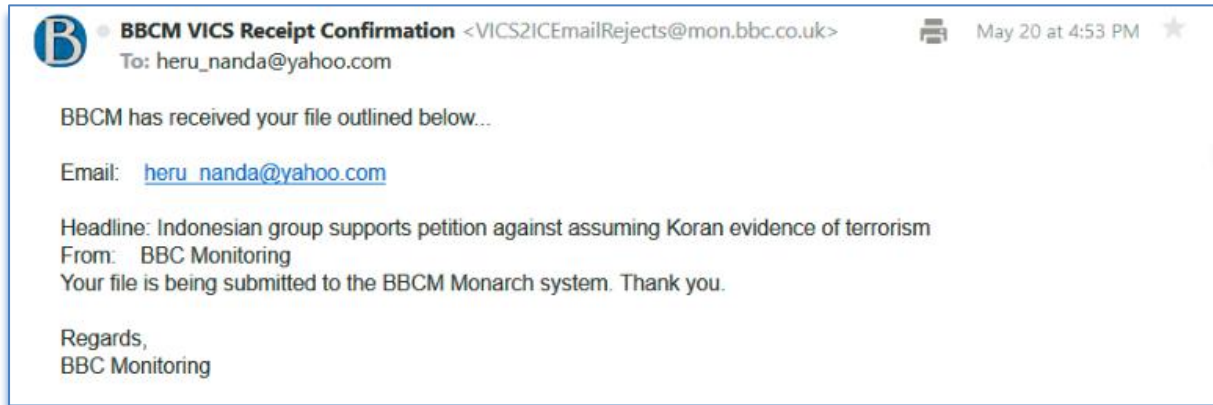 B BBCM VICS Receipt Confirmation <VICS2ICEmailRejects@mon.bbc.co.uk> May 20 at 4:53 PM
To: heru_nanda@yahoo.com
BBCM has received your file outlined below...
Email: heru_nanda@yahoo.com
Headline: Indonesian group supports petition against assuming Koran evidence of terrorism
From: BBC Monitoring
Your file is being submitted to the BBCM Monarch system. Thank you.
Regards,
BBC Monitoring